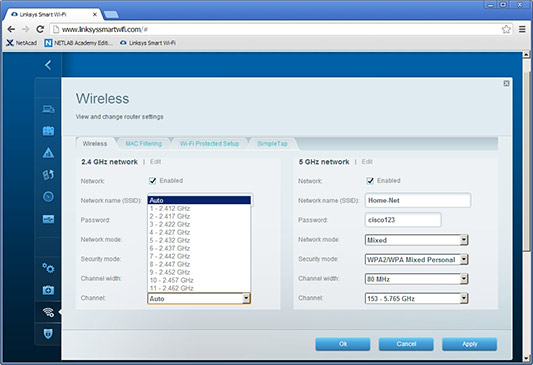 Linksys Smart Wi-Fi
www.linksyssmartwifi.com/#
NetAcad NETLAB Academy Editi... Linksys Smart Wi-Fi
Wireless
View and change router settings
Wireless MAC Filtering Wi-Fi Protected Setup SimpleTap
2.4 GHz network | Edit
Network: Enabled
Network name (SSID):
Password:
Network mode:
Security mode:
Channel width:
Channel: Auto
Auto
1 - 2.412 GHz
2 - 2.417 GHz
3 - 2.422 GHz
4 - 2.427 GHz
5 - 2.432 GHz
6 - 2.437 GHz
7 - 2.442 GHz
8 - 2.447 GHz
9 - 2.452 GHz
10 - 2.457 GHz
11 - 2.462 GHz
5 GHz network | Edit
Network: Enabled
Network name (SSID): Home-Net
Password: cisco123
Network mode: Mixed
Security mode: WPA2/WPA Mixed Personal
Channel width: 80 MHz
Channel: 153 - 5.765 GHz
Ok Cancel Apply